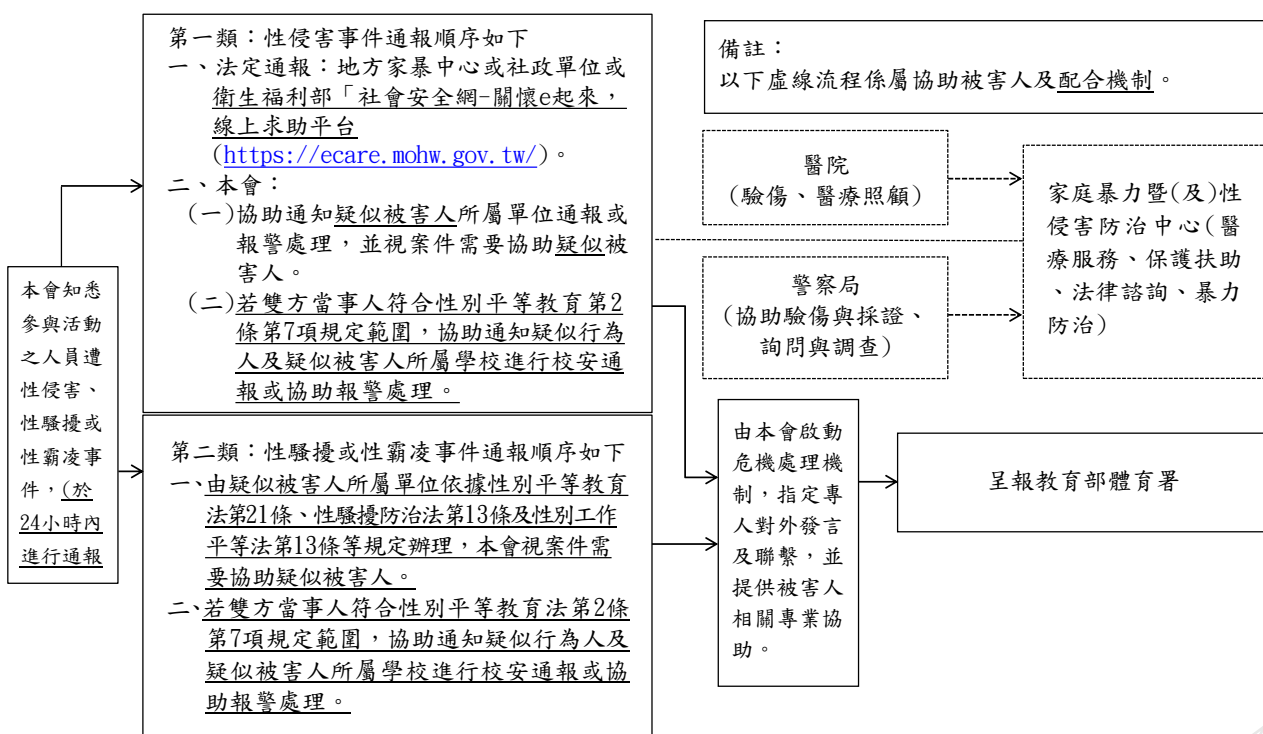 本會知悉
參與活動
之人員遭
性侵害、
性騷擾或
性霸凌事
件，(於
24小時內
進行通報
第一類：性侵害事件通報順序如下
一、法定通報：地方家暴中心或社政單位或
衛生福利部「社會安全網-關懷e起來，
線上求助平台
(https://ecare.mohw.gov.tw/)。
二、本會：
(一)協助通知疑似被害人所屬單位通報或
報警處理，並視案件需要協助疑似被
害人。
(二)若雙方當事人符合性別平等教育第2
條第7項規定範圍，協助通知疑似行為
人及疑似被害人所屬學校進行校安通
報或協助報警處理。
第二類：性騷擾或性霸凌事件通報順序如下
一、由疑似被害人所屬單位依據性別平等教育
法第21條、性騷擾防治法第13條及性別工作
平等法第13條等規定辦理，本會視案件需
要協助疑似被害人。
二、若雙方當事人符合性別平等教育法第2條
第7項規定範圍，協助通知疑似行為人及
疑似被害人所屬學校進行校安通報或協
助報警處理。
備註：
以下虛線流程係屬協助被害人及配合機制。
醫院
(驗傷、醫療照顧)
警察局
(協助驗傷與採證、
詢問與調查)
家庭暴力暨(及)性
侵害防治中心(醫
療服務、保護扶助
、法律諮詢、暴力
防治)
由本會啟動
危機處理機
制，指定專
人對外發言
及聯繫，並
提供被害人
相關專業協
助。
呈報教育部體育署